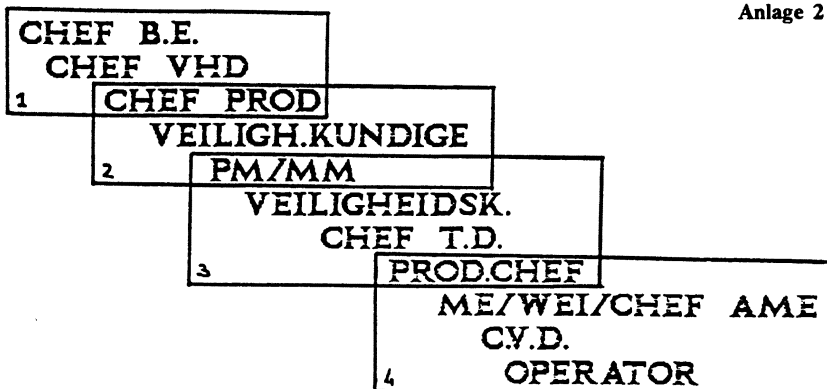 Anlage 2
CHEF B.E.
CHEF VHD
1 CHEF PROD
VEILIGH.KUNDIGE
2 PM/MM
VEILIGHEIDSK.
CHEF T.D.
3 PROD.CHEF
ME/WEI/CHEF AME
C.V.D.
4 OPERATOR